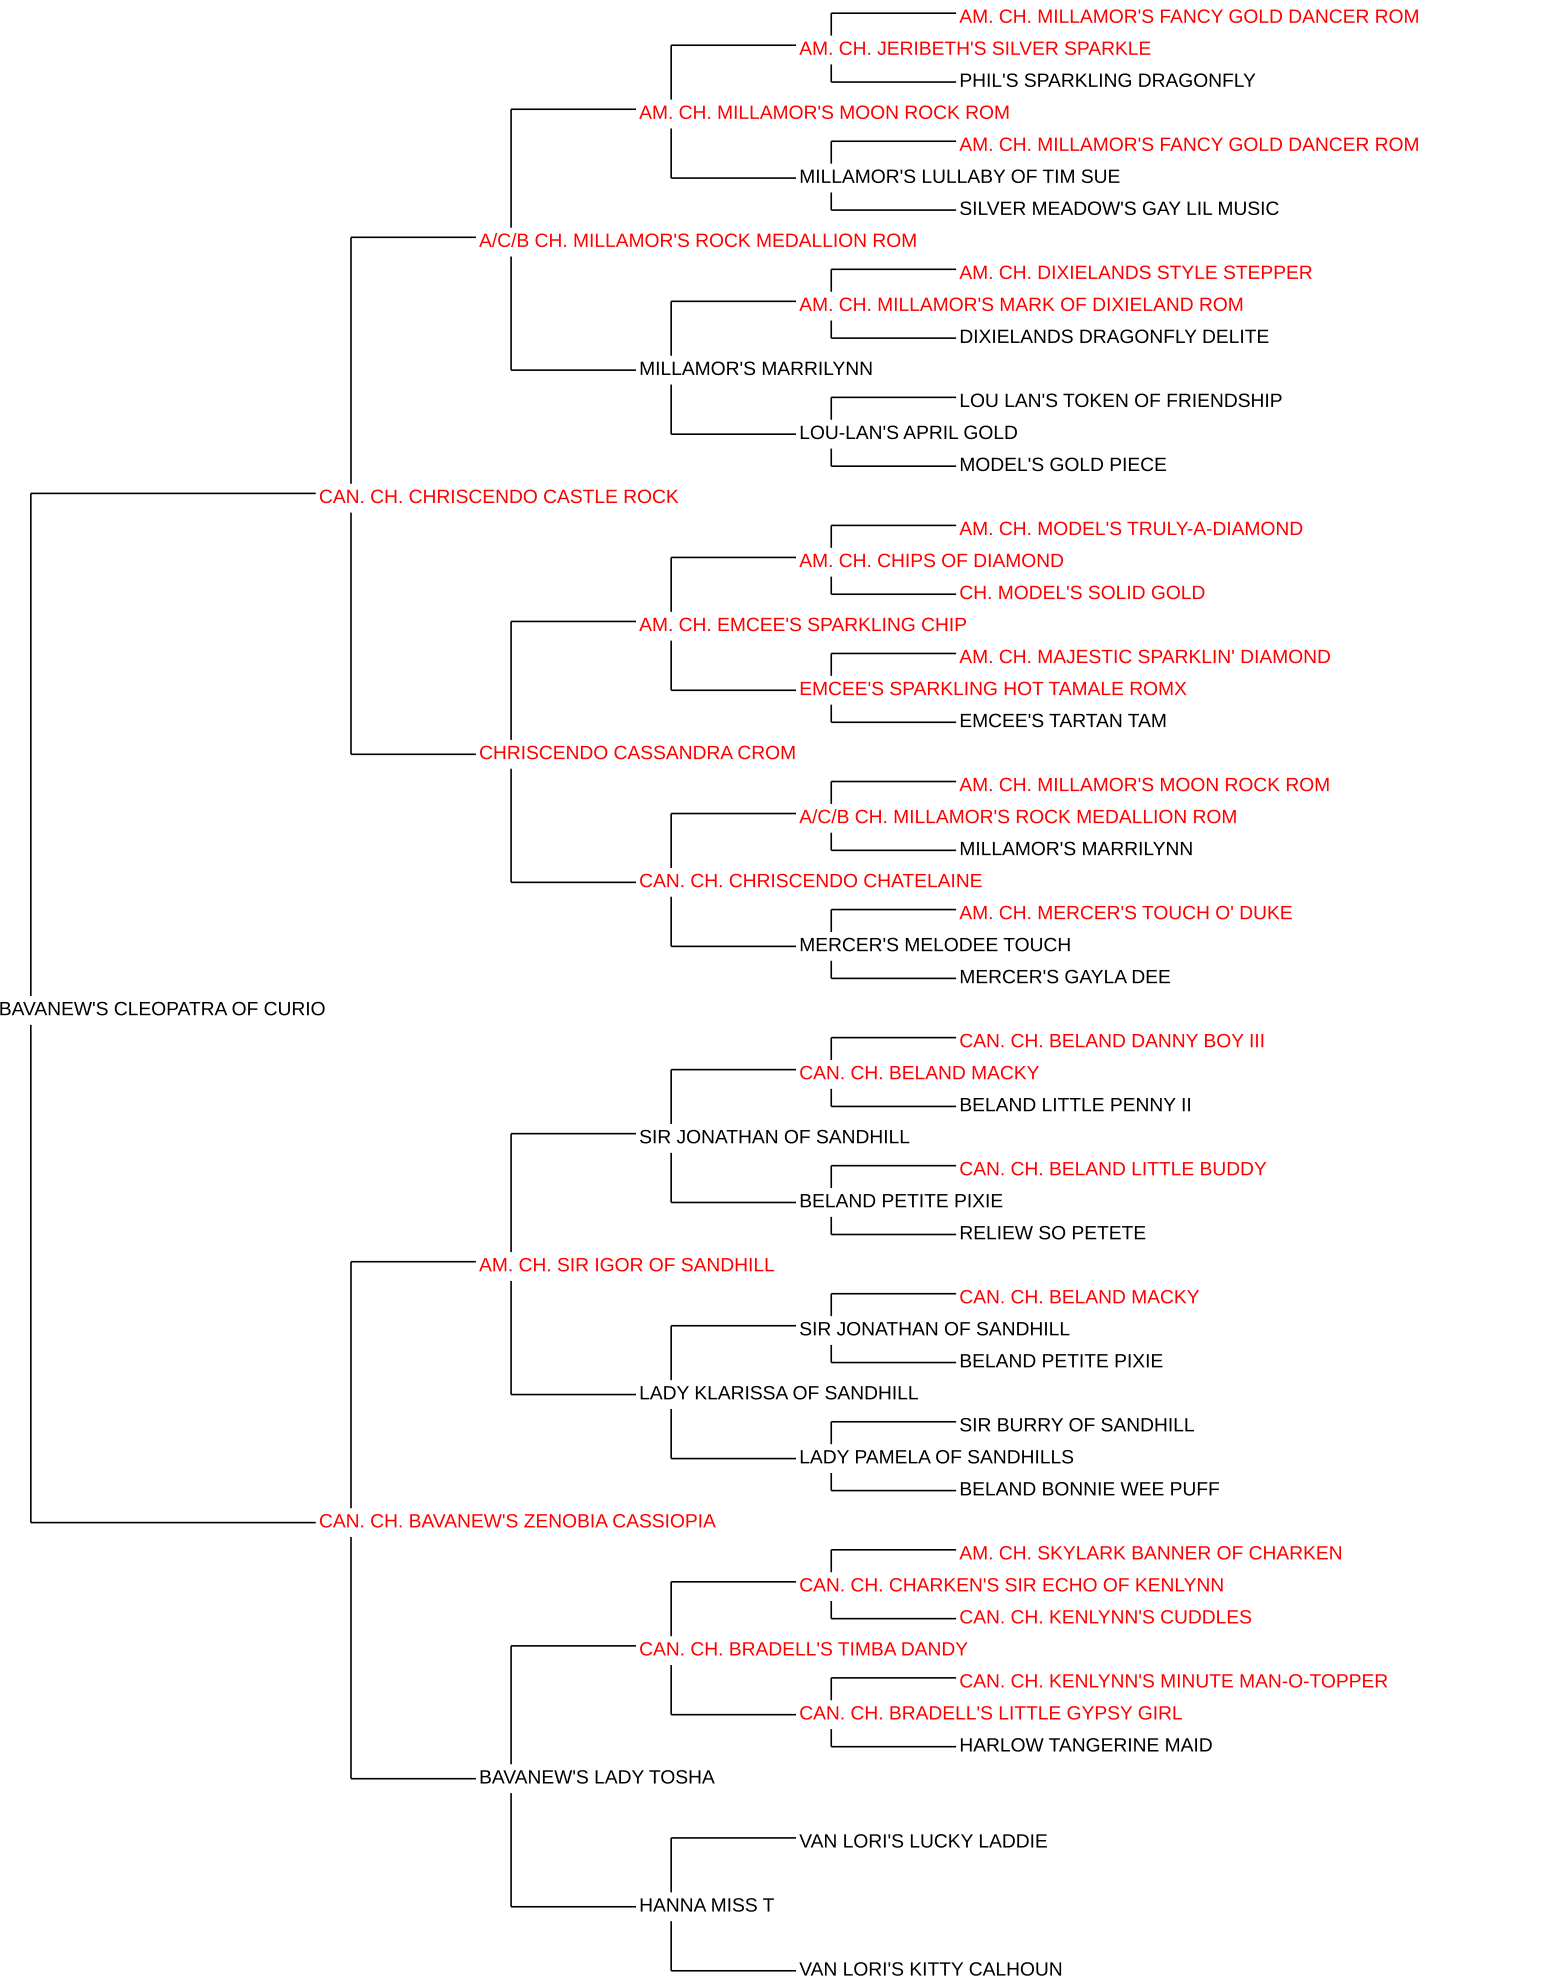 AM. CH. MILLAMOR'S FANCY GOLD DANCER ROM
AM. CH. JERIBETH'S SILVER SPARKLE
PHIL'S SPARKLING DRAGONFLY
AM. CH. MILLAMOR'S MOON ROCK ROM
AM. CH. MILLAMOR'S FANCY GOLD DANCER ROM
MILLAMOR'S LULLABY OF TIM SUE
SILVER MEADOW'S GAY LIL MUSIC
A/C/B CH. MILLAMOR'S ROCK MEDALLION ROM
AM. CH. DIXIELANDS STYLE STEPPER
AM. CH. MILLAMOR'S MARK OF DIXIELAND ROM
DIXIELANDS DRAGONFLY DELITE
MILLAMOR'S MARRILYNN
LOU LAN'S TOKEN OF FRIENDSHIP
LOU-LAN'S APRIL GOLD
MODEL'S GOLD PIECE
CAN. CH. CHRISCENDO CASTLE ROCK
AM. CH. MODEL'S TRULY-A-DIAMOND
AM. CH. CHIPS OF DIAMOND
CH. MODEL'S SOLID GOLD
AM. CH. EMCEE'S SPARKLING CHIP
AM. CH. MAJESTIC SPARKLIN' DIAMOND
EMCEE'S SPARKLING HOT TAMALE ROMX
EMCEE'S TARTAN TAM
CHRISCENDO CASSANDRA CROM
AM. CH. MILLAMOR'S MOON ROCK ROM
A/C/B CH. MILLAMOR'S ROCK MEDALLION ROM
MILLAMOR'S MARRILYNN
CAN. CH. CHRISCENDO CHATELAINE
AM. CH. MERCER'S TOUCH O' DUKE
MERCER'S MELODEE TOUCH
MERCER'S GAYLA DEE
BAVANEW'S CLEOPATRA OF CURIO
CAN. CH. BELAND DANNY BOY III
CAN. CH. BELAND MACKY
BELAND LITTLE PENNY II
SIR JONATHAN OF SANDHILL
CAN. CH. BELAND LITTLE BUDDY
BELAND PETITE PIXIE
RELIEW SO PETETE
AM. CH. SIR IGOR OF SANDHILL
CAN. CH. BELAND MACKY
SIR JONATHAN OF SANDHILL
BELAND PETITE PIXIE
LADY KLARISSA OF SANDHILL
SIR BURRY OF SANDHILL
LADY PAMELA OF SANDHILLS
BELAND BONNIE WEE PUFF
CAN. CH. BAVANEW'S ZENOBIA CASSIOPIA
AM. CH. SKYLARK BANNER OF CHARKEN
CAN. CH. CHARKEN'S SIR ECHO OF KENLYNN
CAN. CH. KENLYNN'S CUDDLES
CAN. CH. BRADELL'S TIMBA DANDY
CAN. CH. KENLYNN'S MINUTE MAN-O-TOPPER
CAN. CH. BRADELL'S LITTLE GYPSY GIRL
HARLOW TANGERINE MAID
BAVANEW'S LADY TOSHA
VAN LORI'S LUCKY LADDIE
HANNA MISS T
VAN LORI'S KITTY CALHOUN